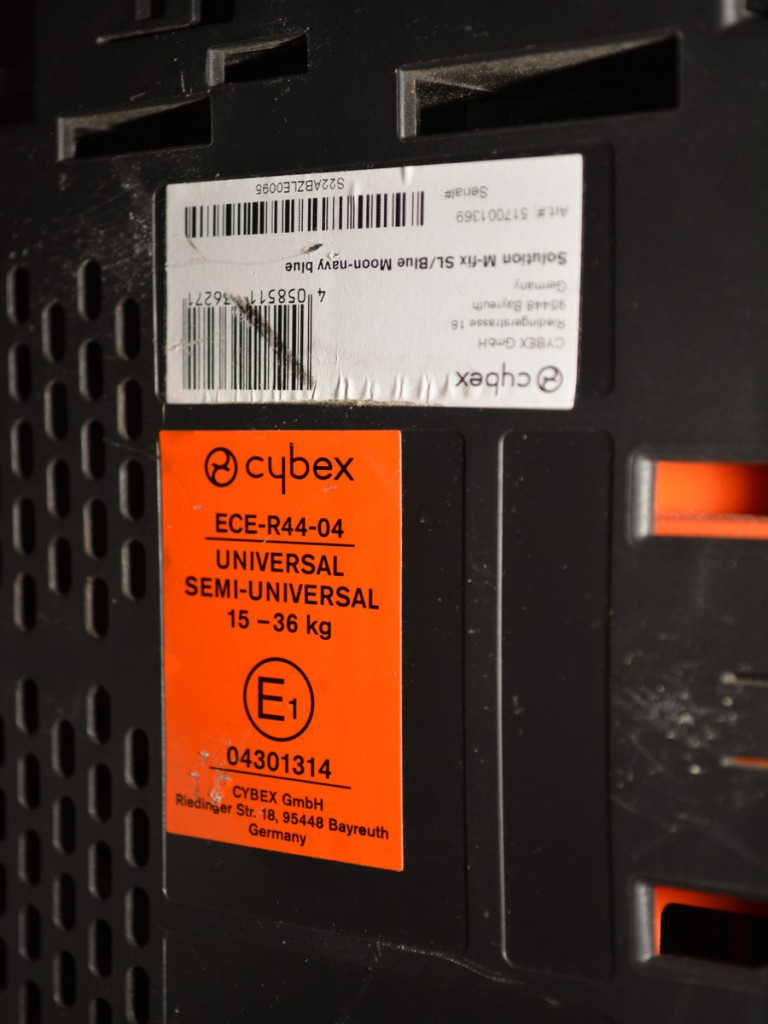 cybex
CYBEX GmbH
Riedingerstrasse 18
95448 Bayreuth
Germany
4 058511
Solution M-fix SL/Blue Moon-navy blue
Art.#: 517001369
Serial#
S22ABZLE0095
cybex
ECE-R44-04
UNIVERSAL
SEMI-UNIVERSAL
15 – 36 kg
E1
04301314
CYBEX GmbH
Riedinger Str. 18, 95448 Bayreuth
Germany